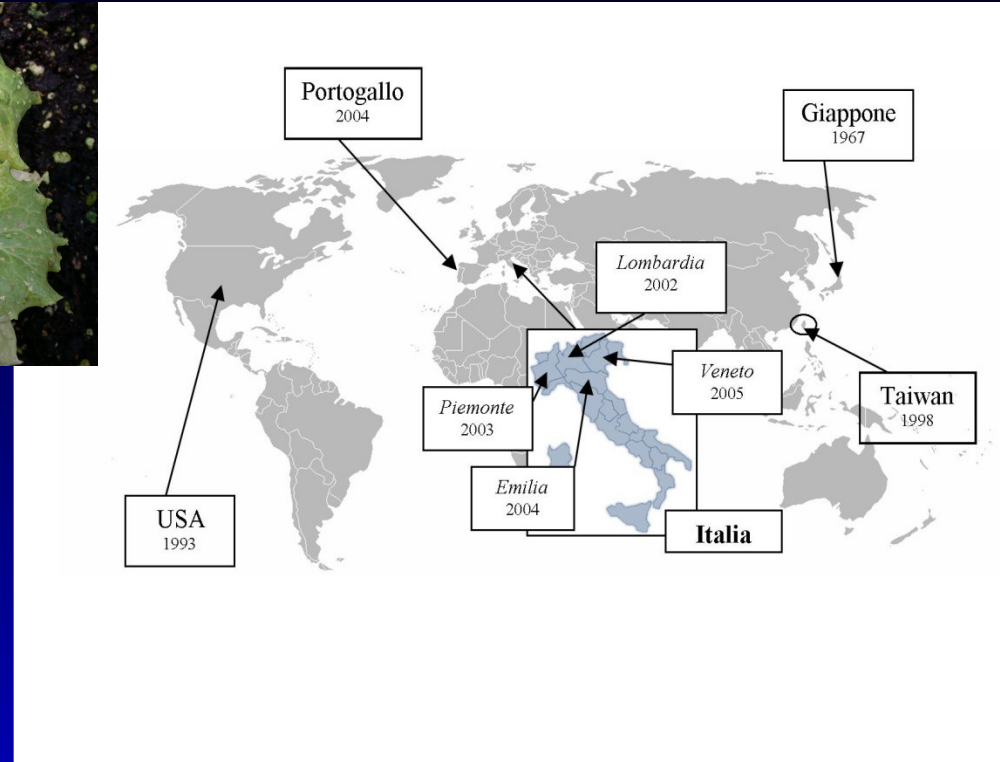 Portogallo
2004
Giappone
1967
Lombardia
2002
Veneto
2005
Piemonte
2003
Taiwan
1998
Emilia
2004
USA
1993
Italia